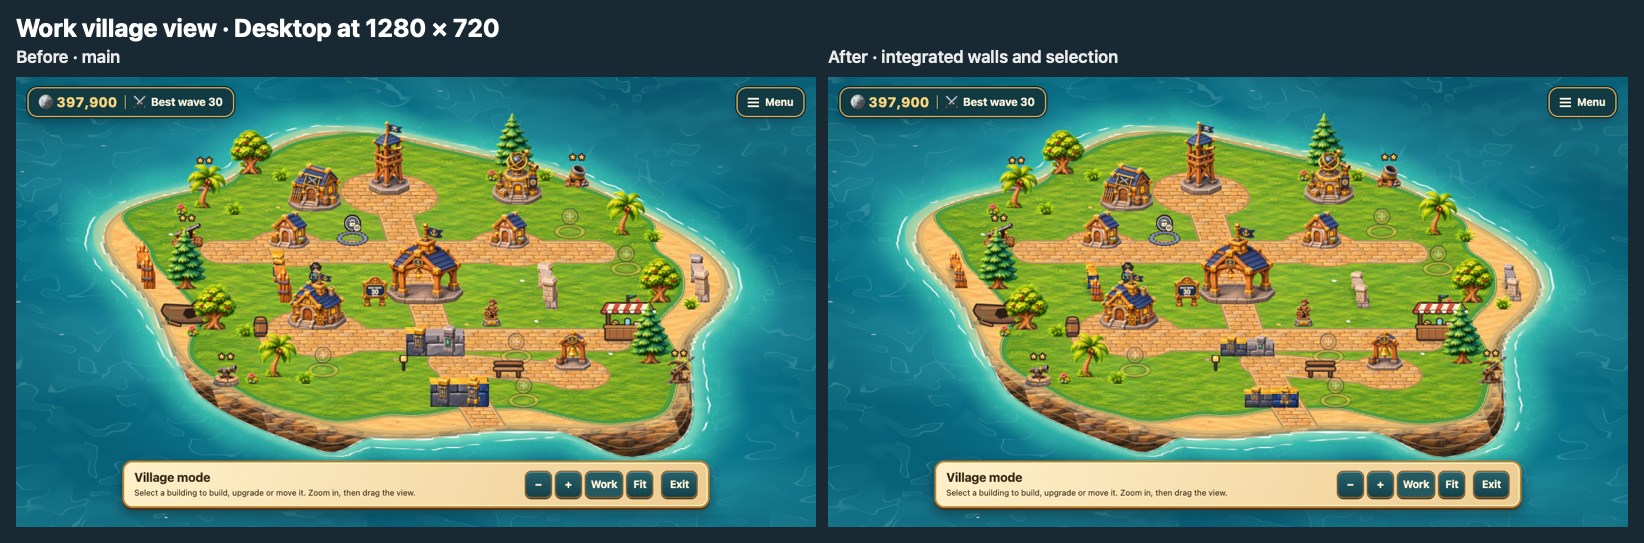 Work village view · Desktop at 1280 × 720
Before · main
After · integrated walls and selection
397,900 | Best wave 30
Menu
30
Village mode
Select a building to build, upgrade or move it. Zoom in, then drag the view.
− + Work Fit Exit
397,900 | Best wave 30
Menu
30
Village mode
Select a building to build, upgrade or move it. Zoom in, then drag the view.
− + Work Fit Exit